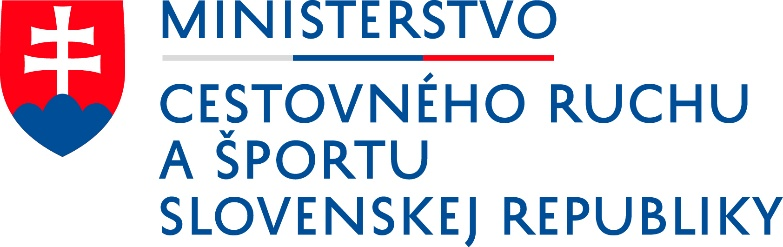 MINISTERSTVO
CESTOVNÉHO RUCHU
A ŠPORTU
SLOVENSKEJ REPUBLIKY